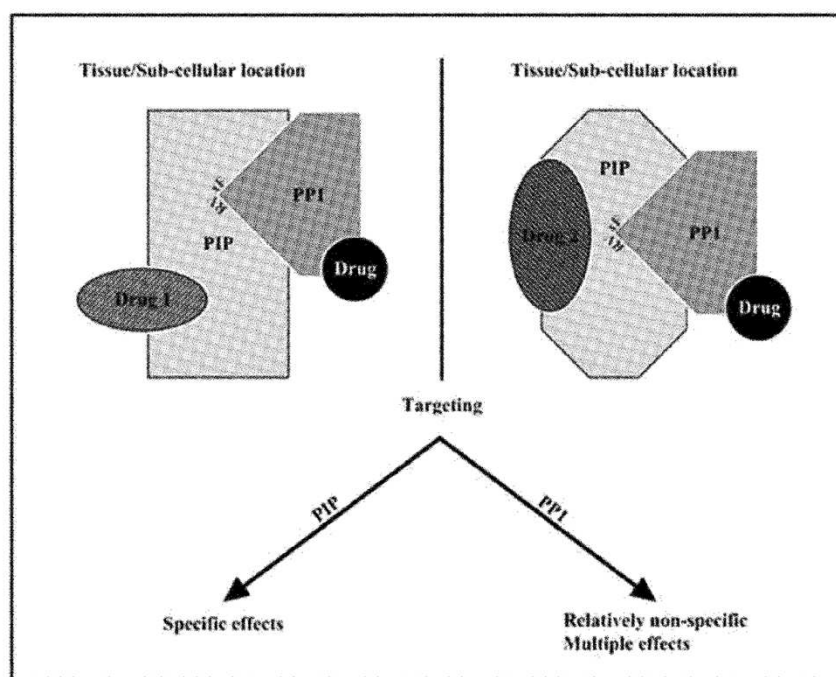 Tissue/Sub-cellular location
Tissue/Sub-cellular location
PIP
PP1
RVxF
PIP
Drug 1
Drug
PP1
Drug 2
Drug
Targeting
PIP
PP1
Specific effects
Relatively non-specific
Multiple effects